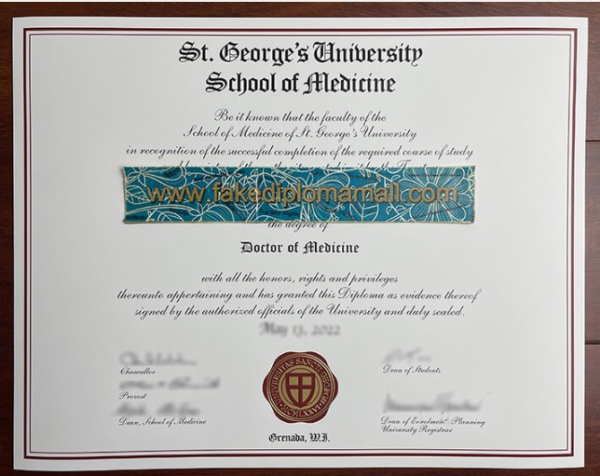 St. George's University
School of Medicine
Be it known that the faculty of the
School of Medicine of St. George's University
in recognition of the successful completion of the required course of study
www.fakediplomamall.com
the degree of
Doctor of Medicine
with all the honors, rights and privileges
thereunto appertaining and has granted this Diploma as evidence thereof
signed by the authorized officials of the University and duly sealed.
May 13, 2022
Chancellor
Provost
Dean, School of Medicine
Dean of Students
Dean of Enrolment Planning
University Registrar
Grenada, W.I.